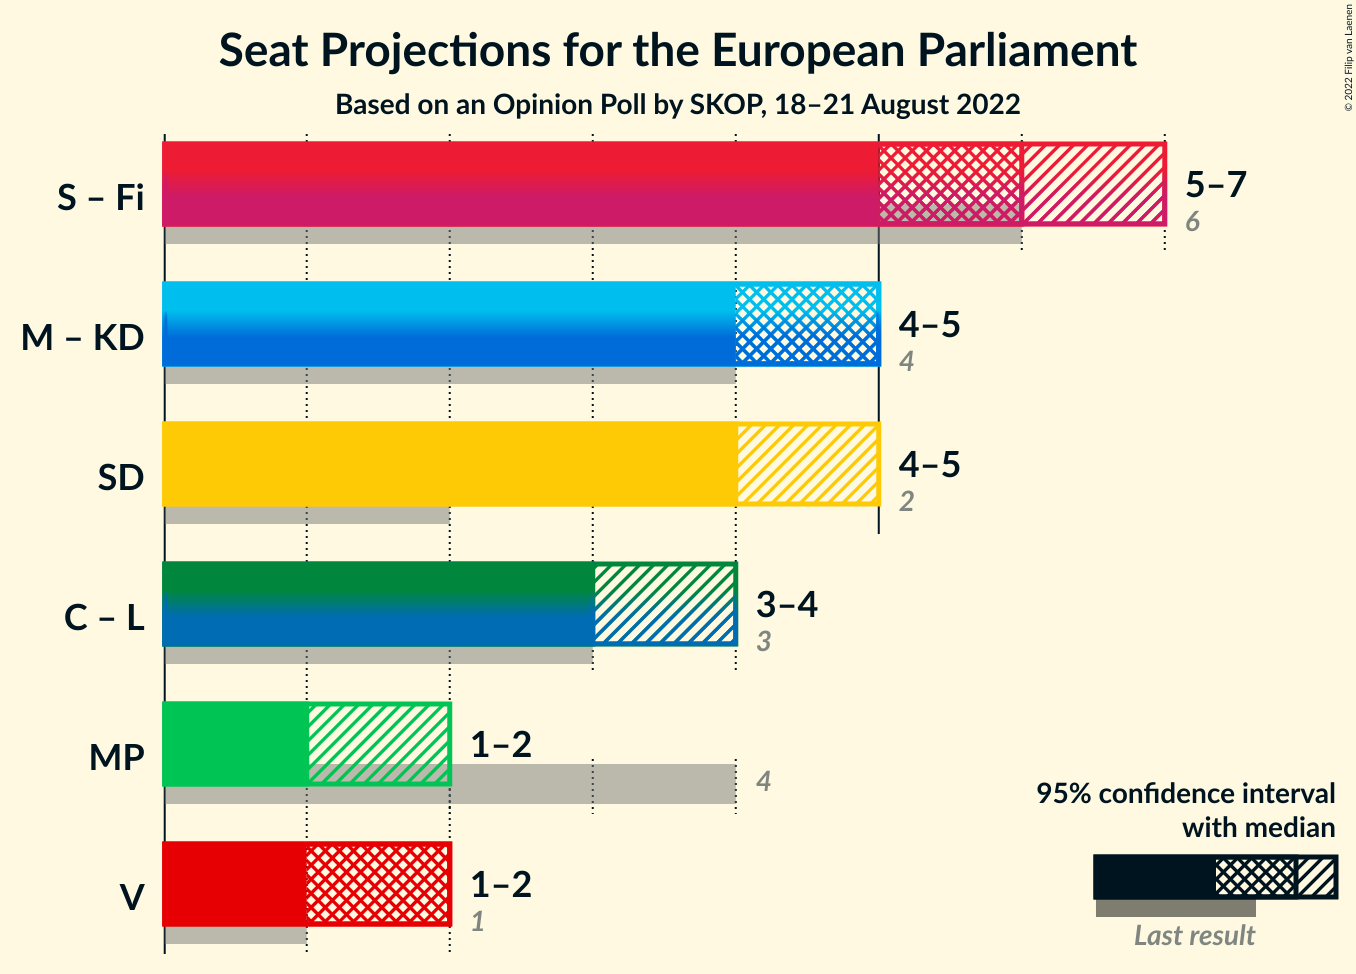 Seat Projections for the European Parliament
Based on an Opinion Poll by SKOP, 18–21 August 2022
© 2022 Filip van Laenen
S – Fi
5–7
6
M – KD
4–5
4
SD
4–5
2
C – L
3–4
3
MP
1–2
4
V
1–2
1
95% confidence interval
with median
Last result